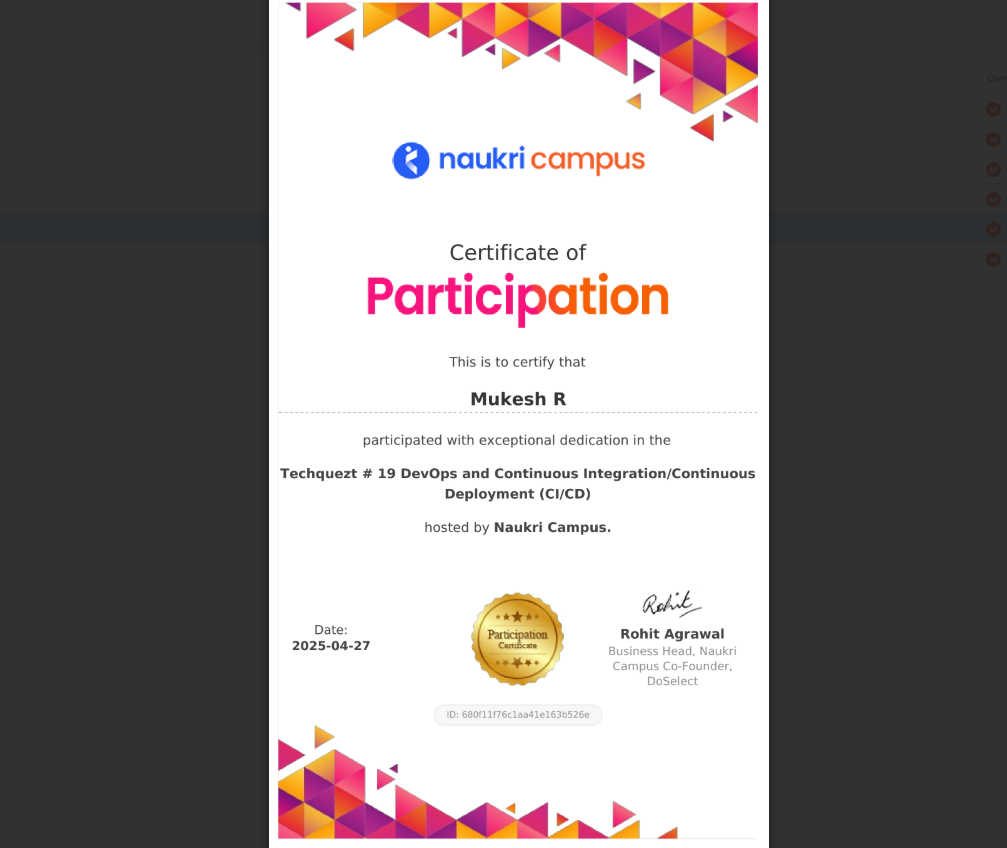 naukri campus
Certificate of
Participation
This is to certify that
Mukesh R
participated with exceptional dedication in the
Techquezt # 19 DevOps and Continuous Integration/Continuous
Deployment (CI/CD)
hosted by Naukri Campus.
Date:
2025-04-27
Participation
Certificate
Rohit
Rohit Agrawal
Business Head, Naukri
Campus Co-Founder,
DoSelect
ID: 680f11f76c1aa41e163b526e